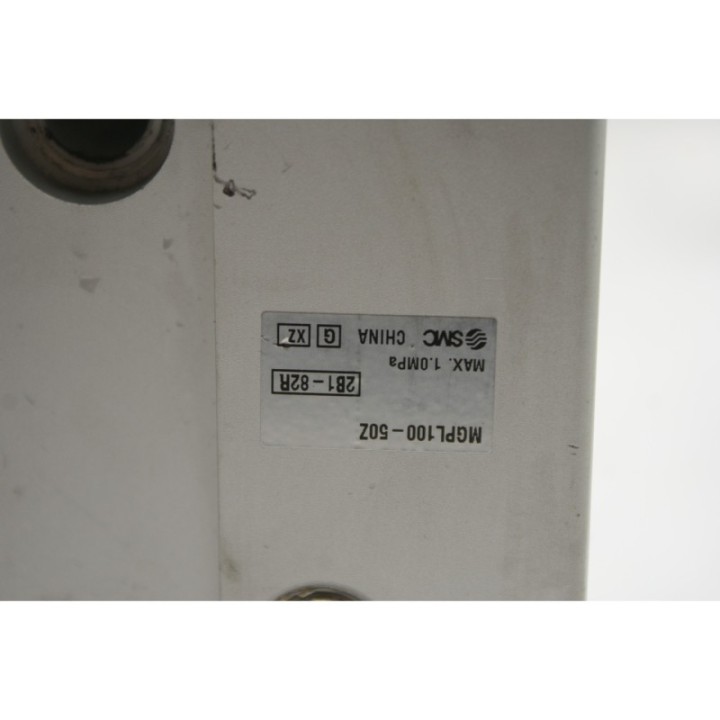 MGPL100-50Z
2B1-82R
MAX. 1.0MPa
SMC CHINA G XZ